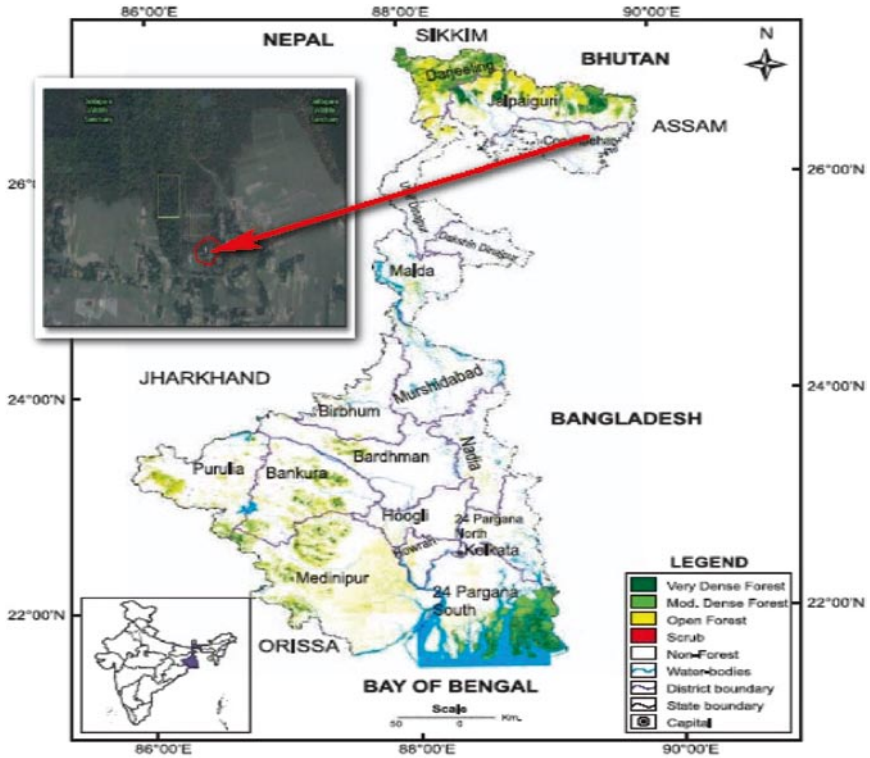 86°00'E 88°00'E 90°00'E
NEPAL
SIKKIM
BHUTAN
N
Darjeeling
Jalpaiguri
ASSAM
Wildlife
Sanctuary
Sanctuary
26°00'N
Dakshin Dinajpur
Malda
JHARKHAND
Murshidabad
24°00'N 24°00'N
Birbhum
BANGLADESH
Bardhman
Nadia
Purulia
Bankura
Hoogli
24 Pargana
North
Howrah
Kolkata
Medinipur
24 Pargana
South
22°00'N 22°00'N
ORISSA
BAY OF BENGAL
Scale
50 0 Km.
LEGEND
Very Dense Forest
Mod. Dense Forest
Open Forest
Scrub
Non-Forest
Water-bodies
District boundary
State boundary
Capital
86°00'E 88°00'E 90°00'E